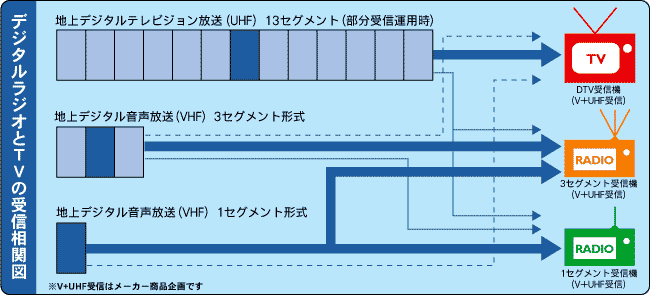 デジタルラジオとTVの受信相関図
地上デジタルテレビジョン放送(UHF) 13セグメント(部分受信運用時)
TV
DTV受信機
(V+UHF受信)
地上デジタル音声放送(VHF) 3セグメント形式
RADIO
3セグメント受信機
(V+UHF受信)
地上デジタル音声放送(VHF) 1セグメント形式
RADIO
1セグメント受信機
(V+UHF受信)
※V+UHF受信はメーカー商品企画です